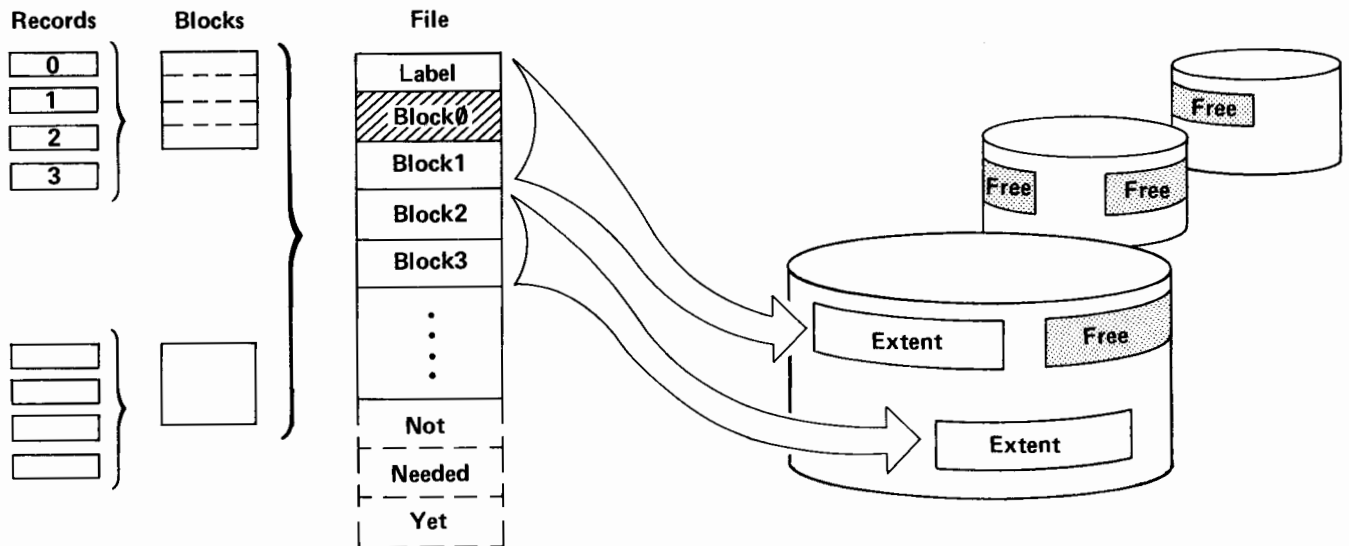 Records
0
1
2
3
Blocks
File
Label
Block0
Block1
Block2
Block3
Not
Needed
Yet
Extent
Free
Extent
Free
Free
Free